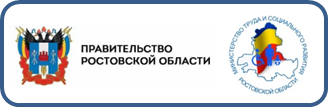 ПРАВИТЕЛЬСТВО
РОСТОВСКОЙ ОБЛАСТИ
МИНИСТЕРСТВО ТРУДА И СОЦИАЛЬНОГО РАЗВИТИЯ
РОСТОВСКОЙ ОБЛАСТИ